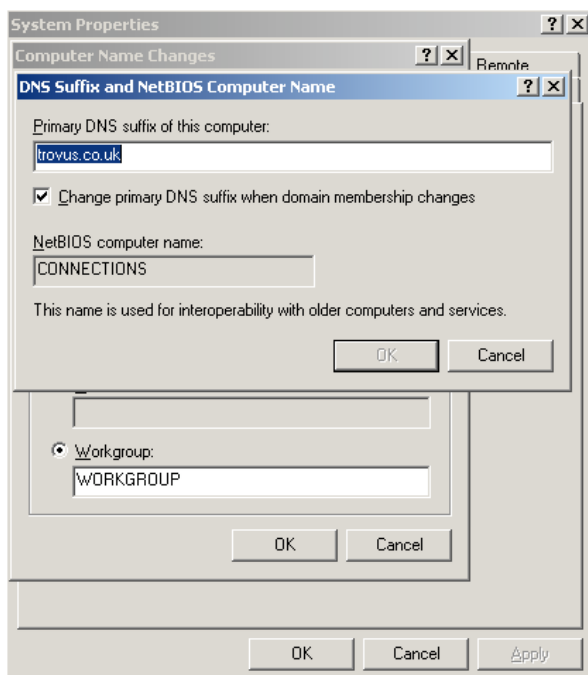 System Properties
Computer Name Changes
Remote
DNS Suffix and NetBIOS Computer Name
Primary DNS suffix of this computer:
trovus.co.uk
Change primary DNS suffix when domain membership changes
NetBIOS computer name:
CONNECTIONS
This name is used for interoperability with older computers and services.
OK Cancel
Workgroup:
WORKGROUP
OK Cancel
OK Cancel Apply